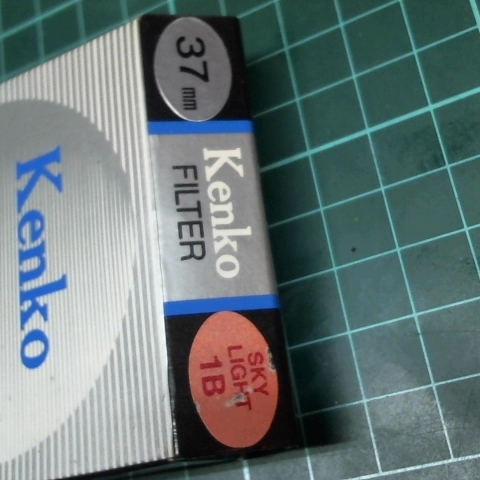 37 mm
Kenko
FILTER
SKY
LIGHT
1B
Kenko